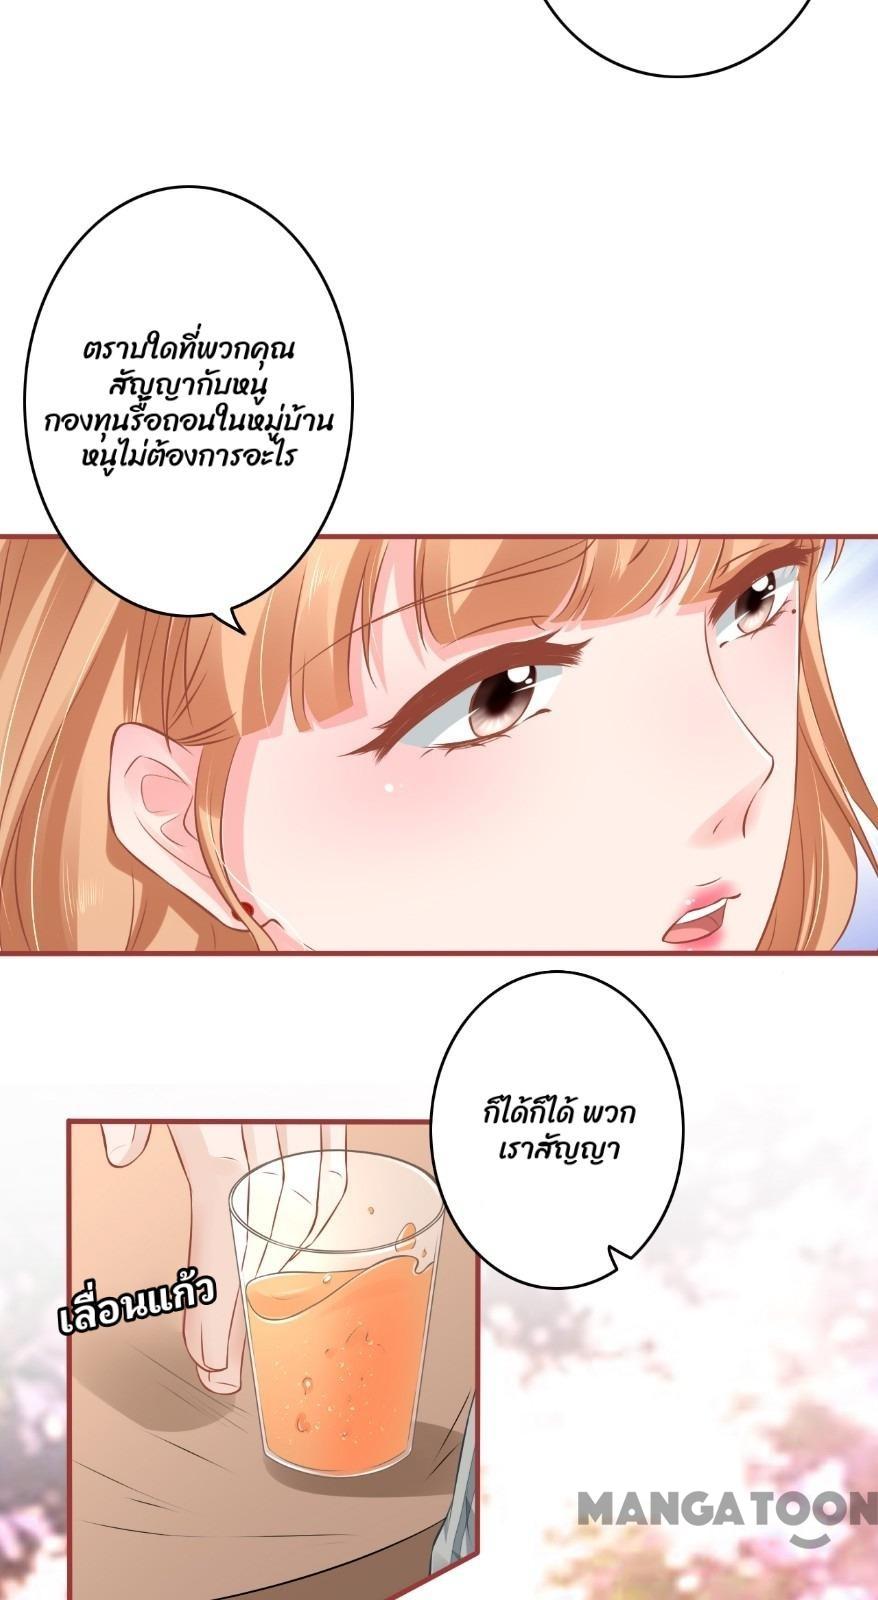 ตราบใดที่พวกคุณ
สัญญากับหนู
กองทุนรื้อถอนในหมู่บ้าน
หนูไม่ต้องการอะไร
ก็ได้ก็ได้ พวก
เราสัญญา
เลื่อนแก้ว
MANGATOON